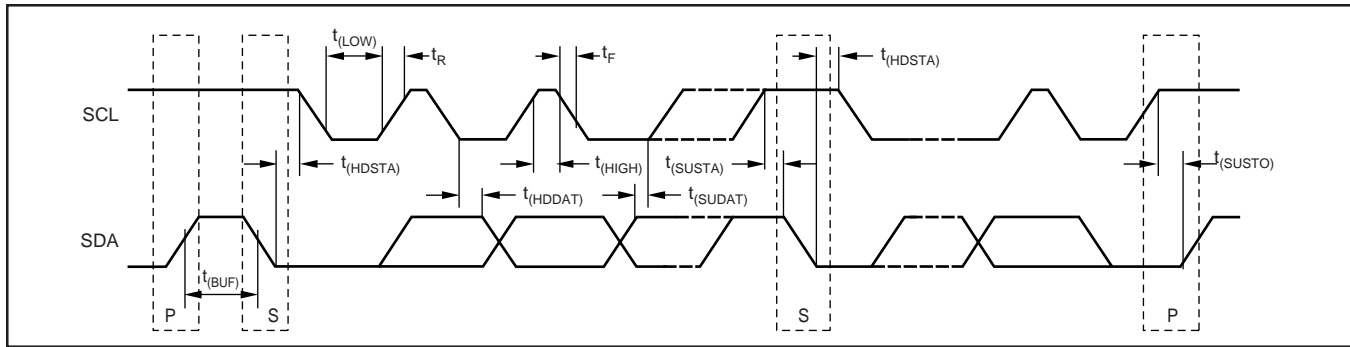 t(LOW)
tR
tF
t(HDSTA)
SCL
t(HDSTA)
t(HIGH)
t(SUSTA)
t(SUSTO)
t(HDDAT)
t(SUDAT)
SDA
t(BUF)
P
S
S
P